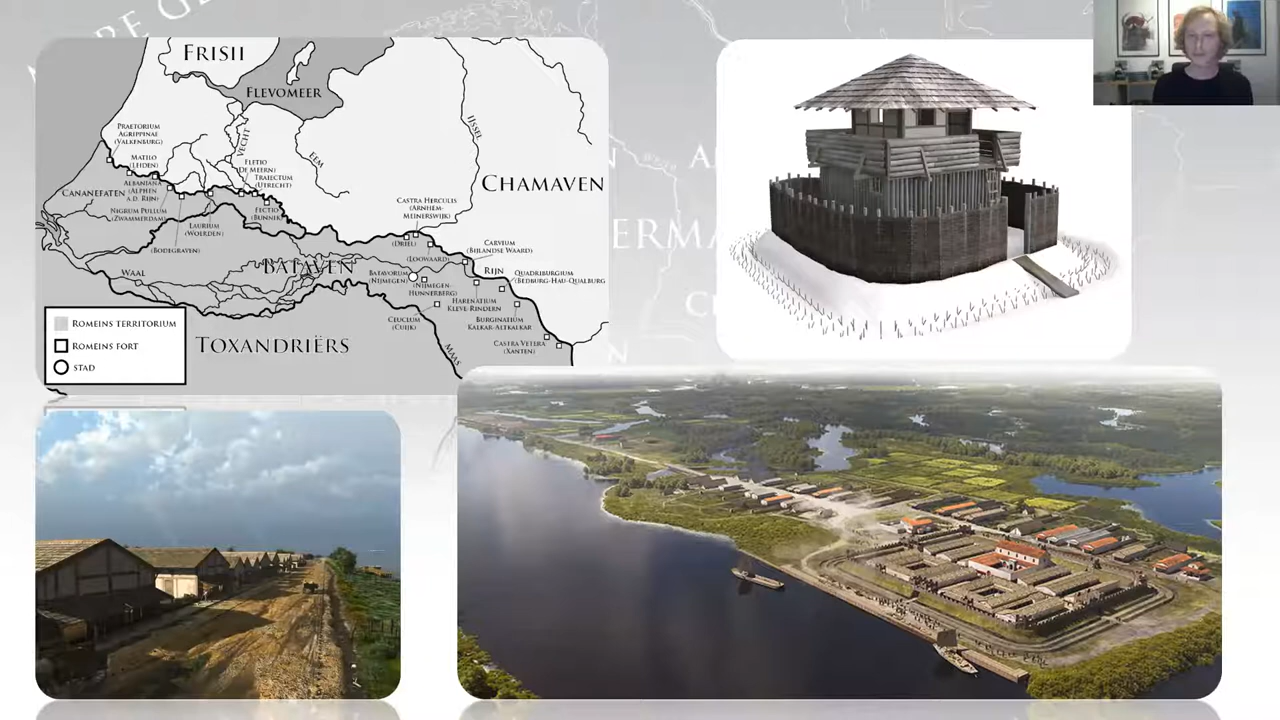 FRISII
FLEVOMEER
PRAETORIUM
AGRIPPINAE
(VALKENBURG)
MATILO
(LEIDEN)
ALBANIANA
(ALPHEN
A.D. RIJN)
CANANEFATEN
NIGRUM PULLUM
(ZWAMMERDAM)
(BODEGRAVEN)
LAURIUM
(WOERDEN)
VECHT
EEM
FLETIO
(DE MEERN)
TRAIECTUM
(UTRECHT)
FECTIO
(BUNNIK)
IJSSEL
CHAMAVEN
CASTRA HERCULIS
(ARNHEM-
MEINERSWIJK)
(DRIEL)
(LOOWAARD)
CARVIUM
(BIJLANDSE WAARD)
RIJN
QUADRIBURGIUM
(BEDBURG-HAU-QUALBURG
WAAL
BATAVEN
BATAVORUM
(NIJMEGEN)
(NIJMEGEN-
HUNNERBERG)
HARENATIUM
KLEVE-RINDERN
BURGINATIUM
KALKAR-ALTKALKAR
CEUCLUM
(CUIJK)
CASTRA VETERA
(XANTEN)
MAAS
TOXANDRIËRS
ROMEINS TERRITORIUM
ROMEINS FORT
STAD